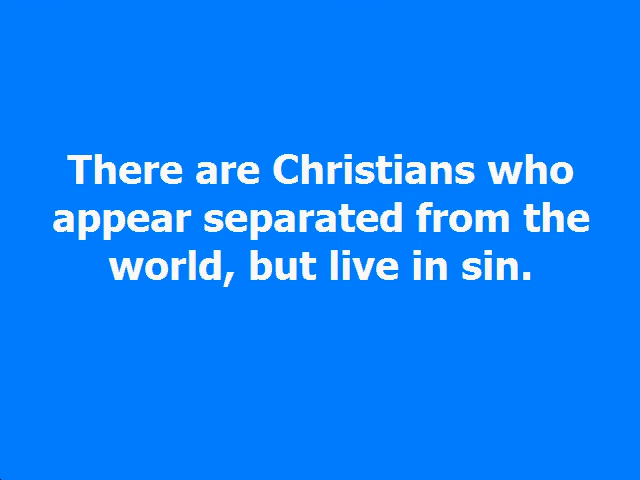 There are Christians who
appear separated from the
world, but live in sin.